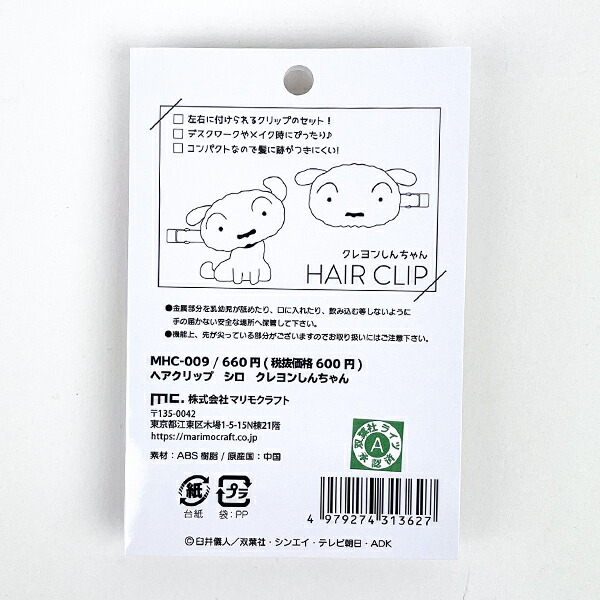 □ 左右に付けられるクリップのセット！
□ デスクワークやメイク時にぴったり♪
□ コンパクトなので髪に跡がつきにくい！
クレヨンしんちゃん
HAIR CLIP
●金属部分を乳幼児が舐めたり、口に入れたり、飲み込む等しないように
手の届かない安全な場所へ保管して下さい。
●機能上、先が尖っている部分がございますのでお取り扱いにはご注意下さい。
MHC-009 / 660円 ( 税抜価格 600円 )
ヘアクリップ シロ クレヨンしんちゃん
mc. 株式会社マリモクラフト
〒135-0042
東京都江東区木場1-5-15N棟21階
https://marimocraft.co.jp
素材：ABS 樹脂 / 原産国：中国
双葉社ライツ
A
承認済
紙
台紙
プラ
袋：PP
4 979274 313627
©臼井儀人／双葉社・シンエイ・テレビ朝日・ADK